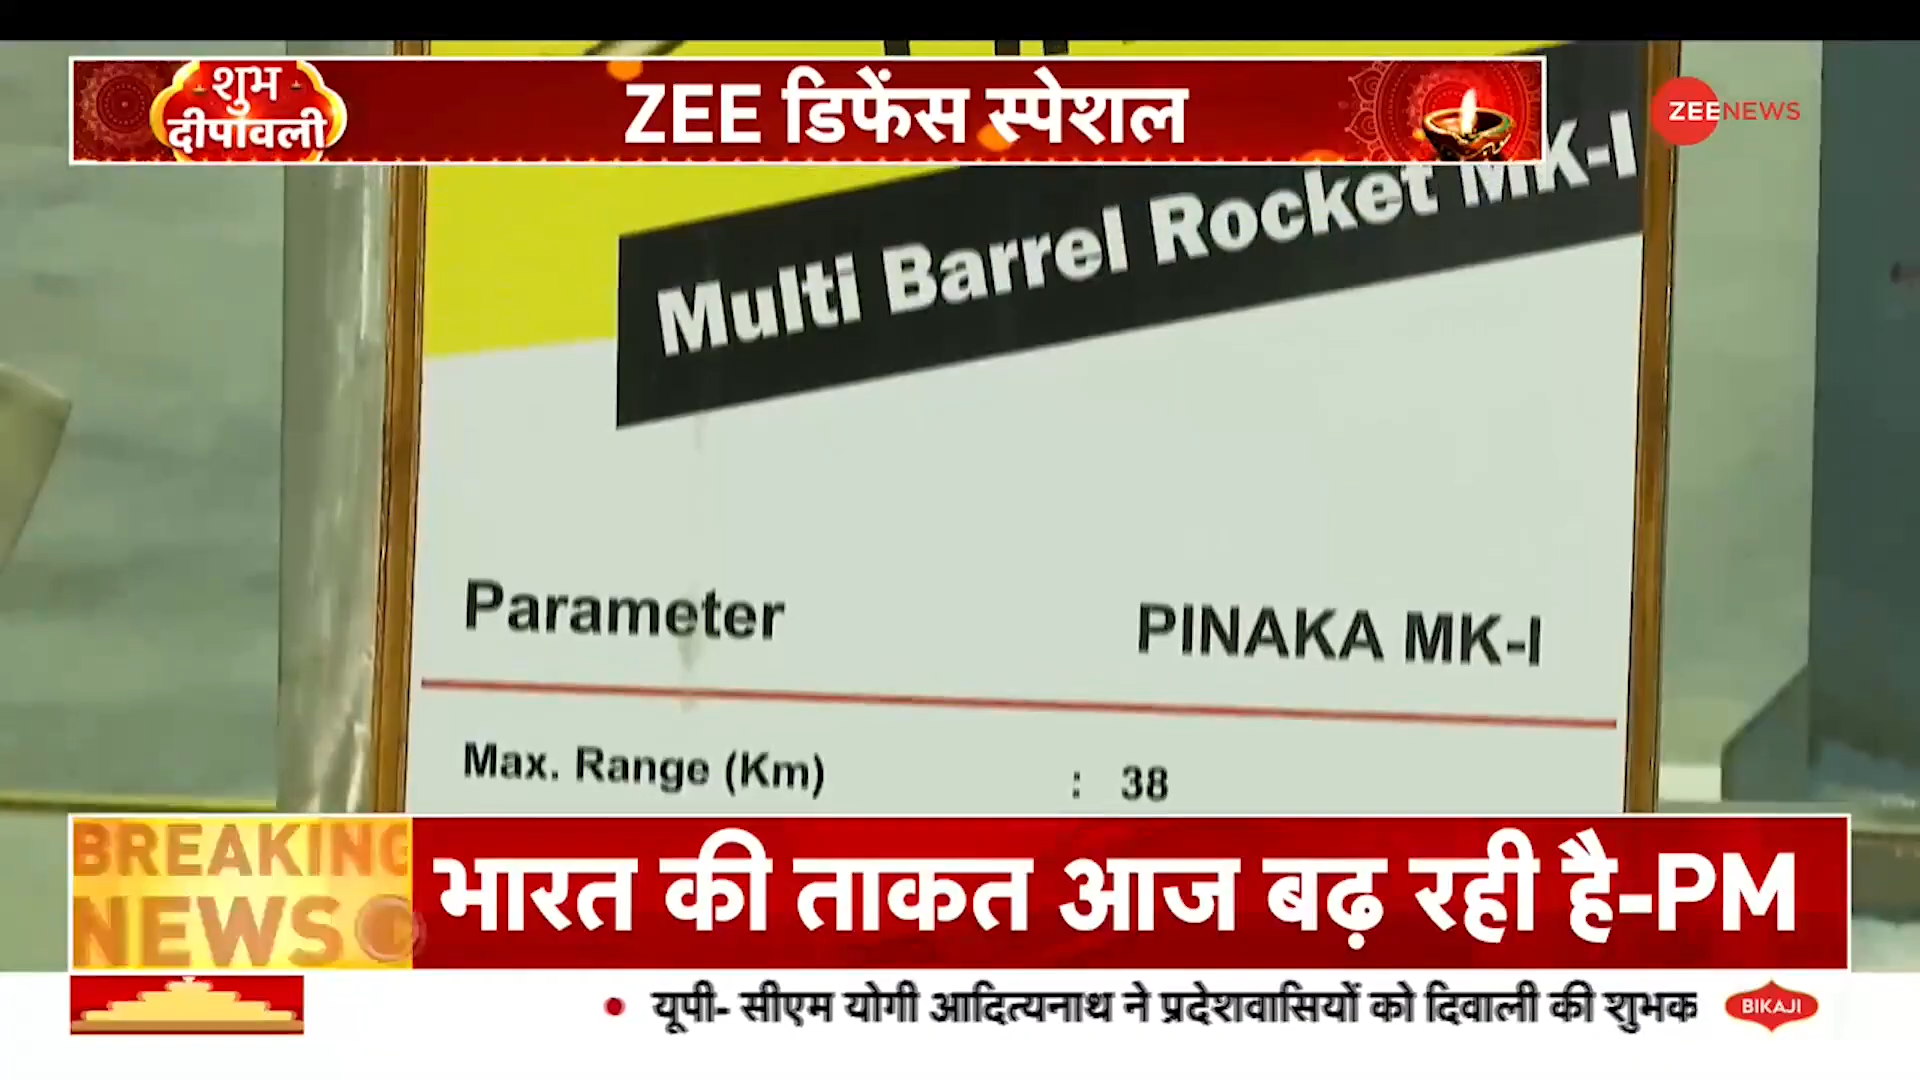 शुभ
दीपावली
ZEE डिफेंस स्पेशल
ZEENEWS
Multi Barrel Rocket MK-I
Parameter PINAKA MK-I
Max. Range (Km) : 38
BREAKING
NEWS
भारत की ताकत आज बढ़ रही है-PM
• यूपी- सीएम योगी आदित्यनाथ ने प्रदेशवासियों को दिवाली की शुभक
BIKAJI